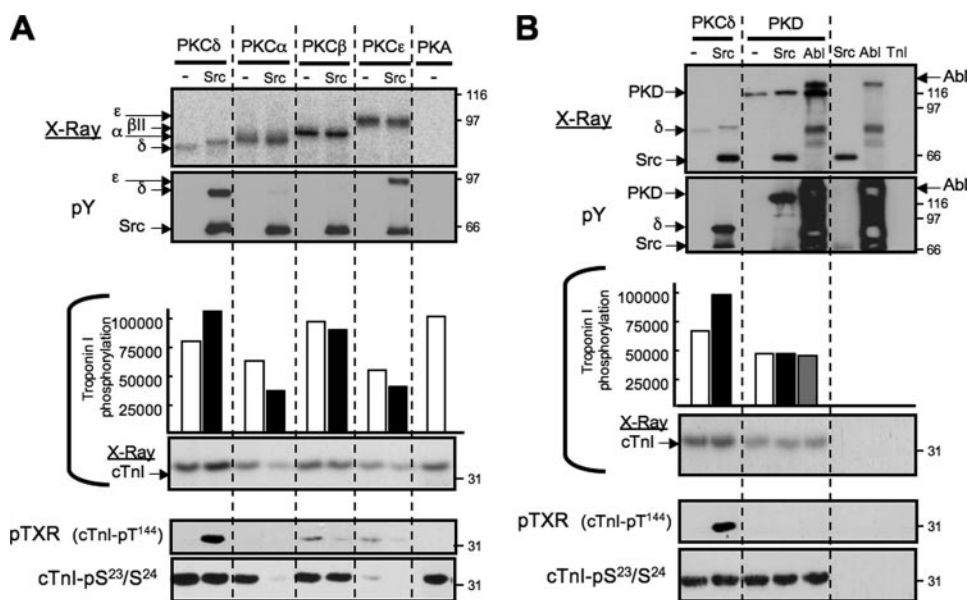 A
PKCδ PKCα PKCβ PKCε PKA
- Src - Src - Src - Src -
116
ε
βII
97
X-Ray
α
δ
ε
97
δ
pY
Src
66
Troponin I
phosphorylation
100000
75000
50000
25000
X-Ray
cTnI
31
pTXR (cTnI-pT144)
31
cTnI-pS23/S24
31
B
PKCδ PKD
- Src - Src Abl Src Abl TnI
Abl
PKD
116
97
X-Ray
δ
Src
66
Abl
PKD
116
97
pY
δ
Src
66
Troponin I
phosphorylation
100000
75000
50000
25000
X-Ray
cTnI
31
pTXR (cTnI-pT144)
31
cTnI-pS23/S24
31